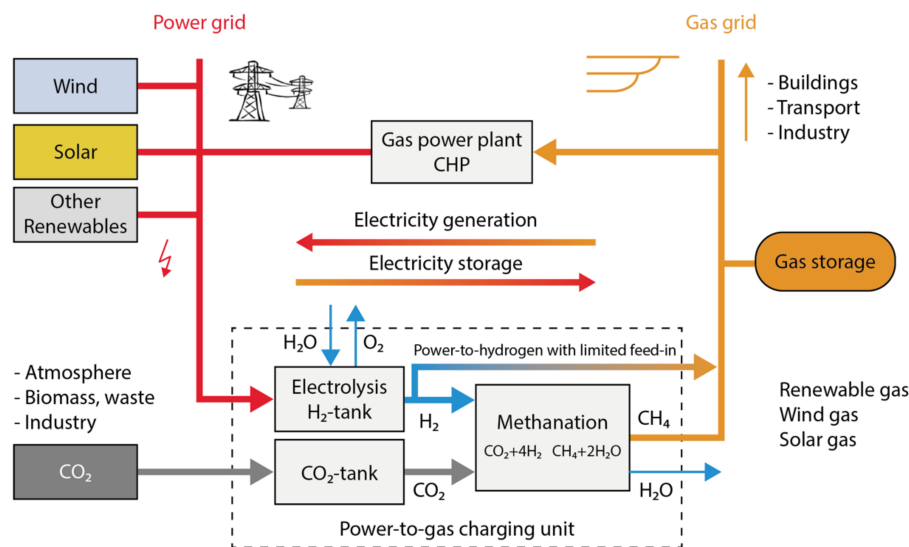 Power grid
Gas grid
Wind
Solar
Other
Renewables
Gas power plant
CHP
- Buildings
- Transport
- Industry
Electricity generation
Electricity storage
Gas storage
H₂O
O₂
Power-to-hydrogen with limited feed-in
- Atmosphere
- Biomass, waste
- Industry
Electrolysis
H₂-tank
H₂
Methanation
CO₂+4H₂ CH₄+2H₂O
CH₄
Renewable gas
Wind gas
Solar gas
CO₂
CO₂-tank
CO₂
H₂O
Power-to-gas charging unit